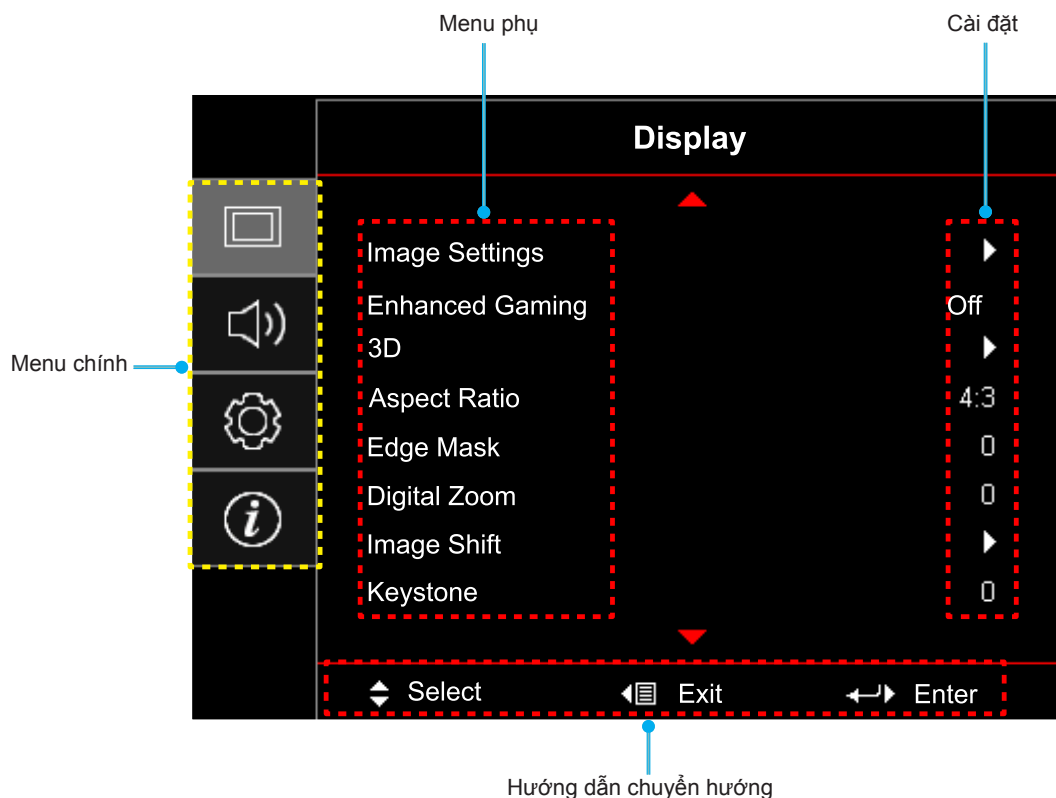 Menu phụ
Cài đặt
Display
Image Settings
Enhanced Gaming Off
3D
Menu chính
Aspect Ratio 4:3
Edge Mask 0
Digital Zoom 0
Image Shift
Keystone 0
Select Exit Enter
Hướng dẫn chuyển hướng